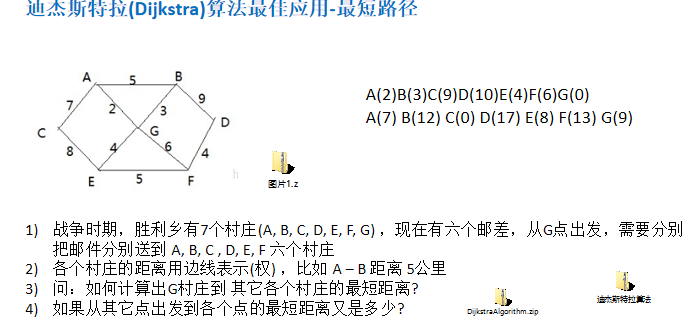 迪杰斯特拉(Dijkstra)算法最佳应用-最短路径
A 5 B
7 2 3 9
C G D
8 4 6 4
E 5 F
A(2)B(3)C(9)D(10)E(4)F(6)G(0)
A(7) B(12) C(0) D(17) E(8) F(13) G(9)
h
图片1.z
1) 战争时期，胜利乡有7个村庄(A, B, C, D, E, F, G) ，现在有六个邮差，从G点出发，需要分别
把邮件分别送到 A, B, C , D, E, F 六个村庄
2) 各个村庄的距离用边线表示(权) ，比如 A – B 距离 5公里
3) 问：如何计算出G村庄到 其它各个村庄的最短距离?
4) 如果从其它点出发到各个点的最短距离又是多少?
DijkstraAlgorithm.zip
迪杰斯特拉算法